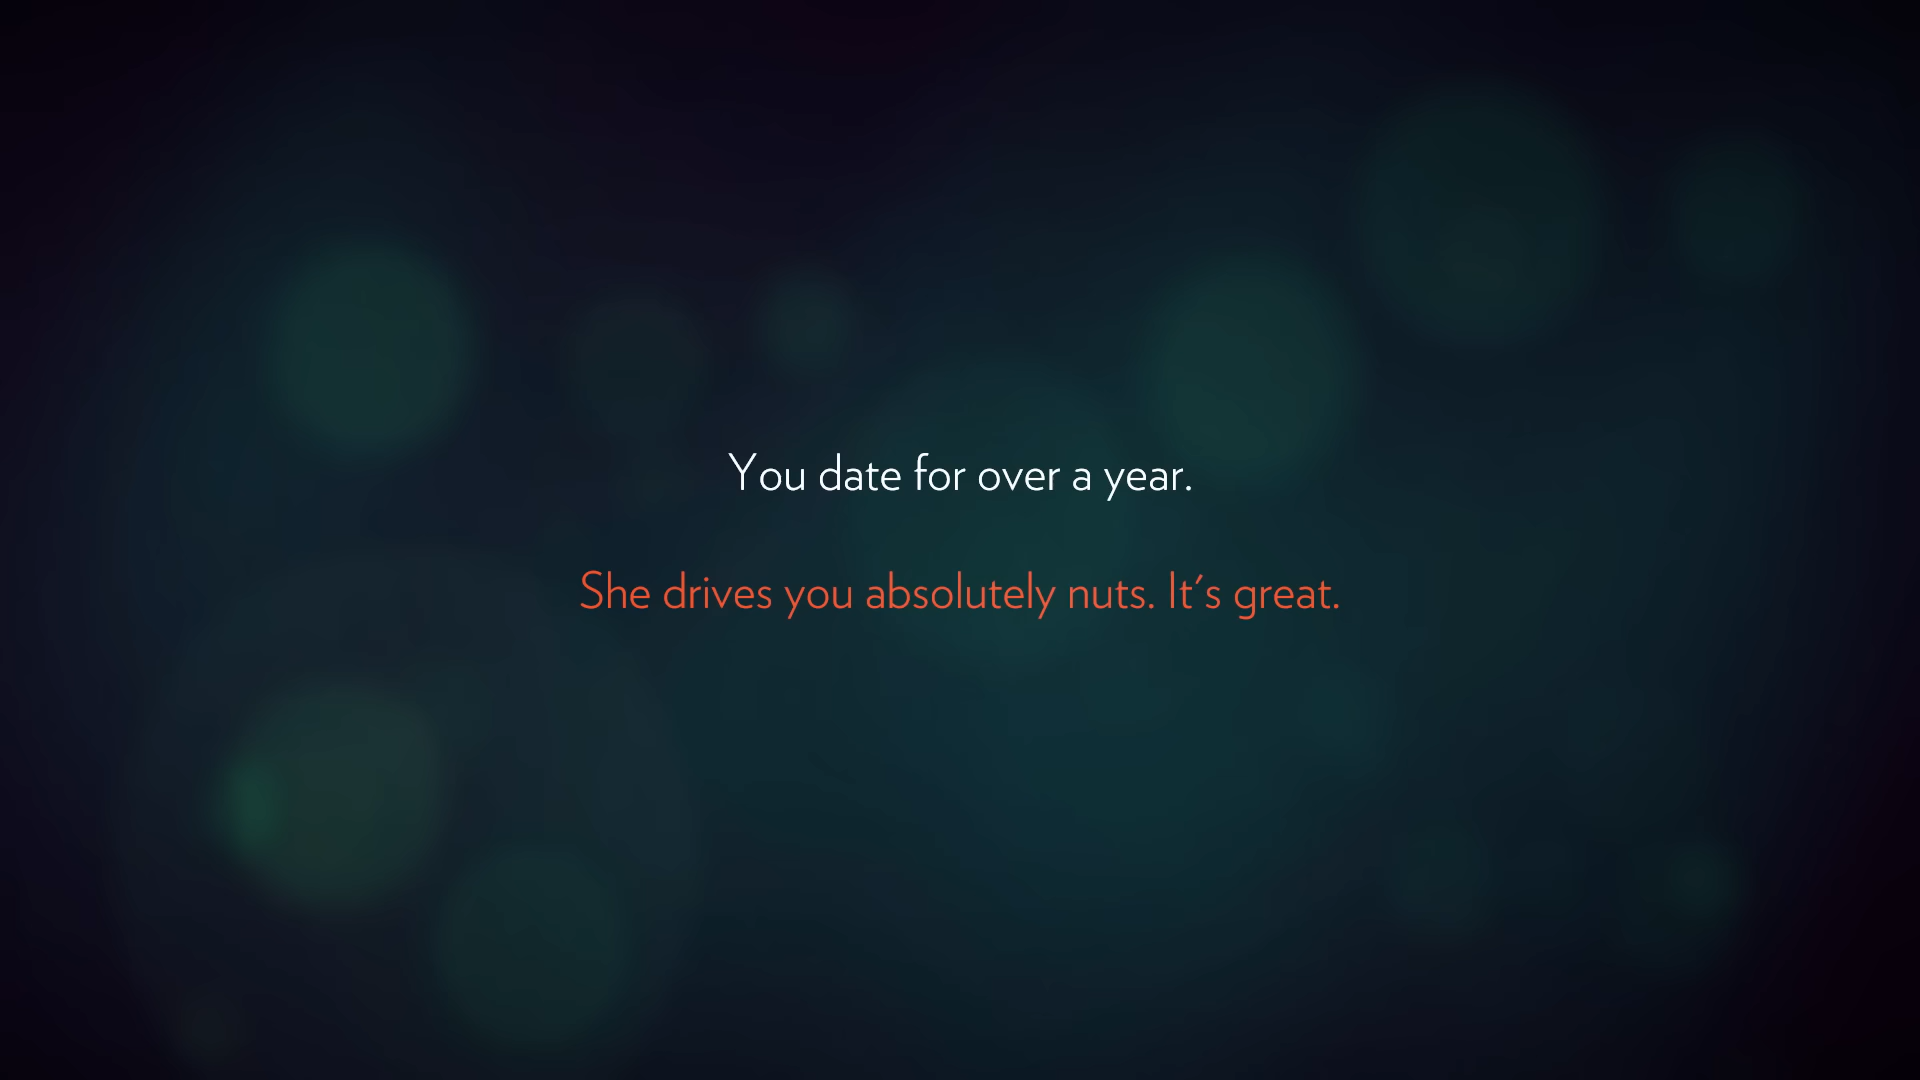 You date for over a year.
She drives you absolutely nuts. It's great.